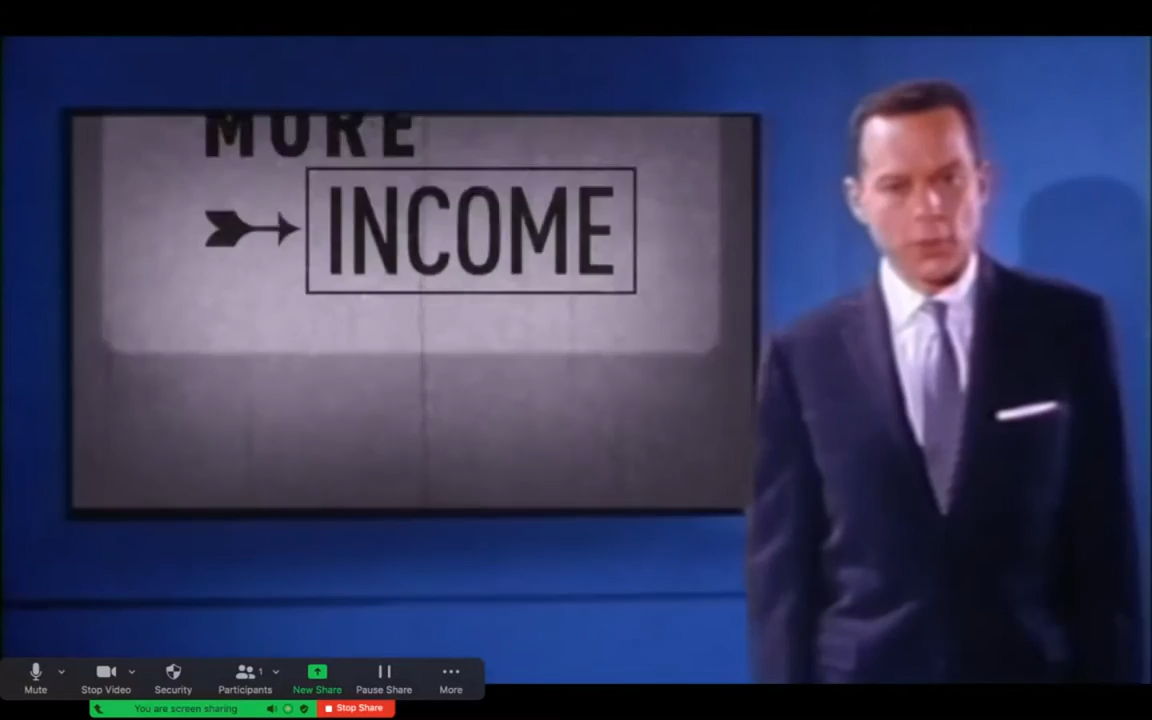 MORE
INCOME
1
Mute
Stop Video
Security
Participants
New Share
Pause Share
More
You are screen sharing
Stop Share